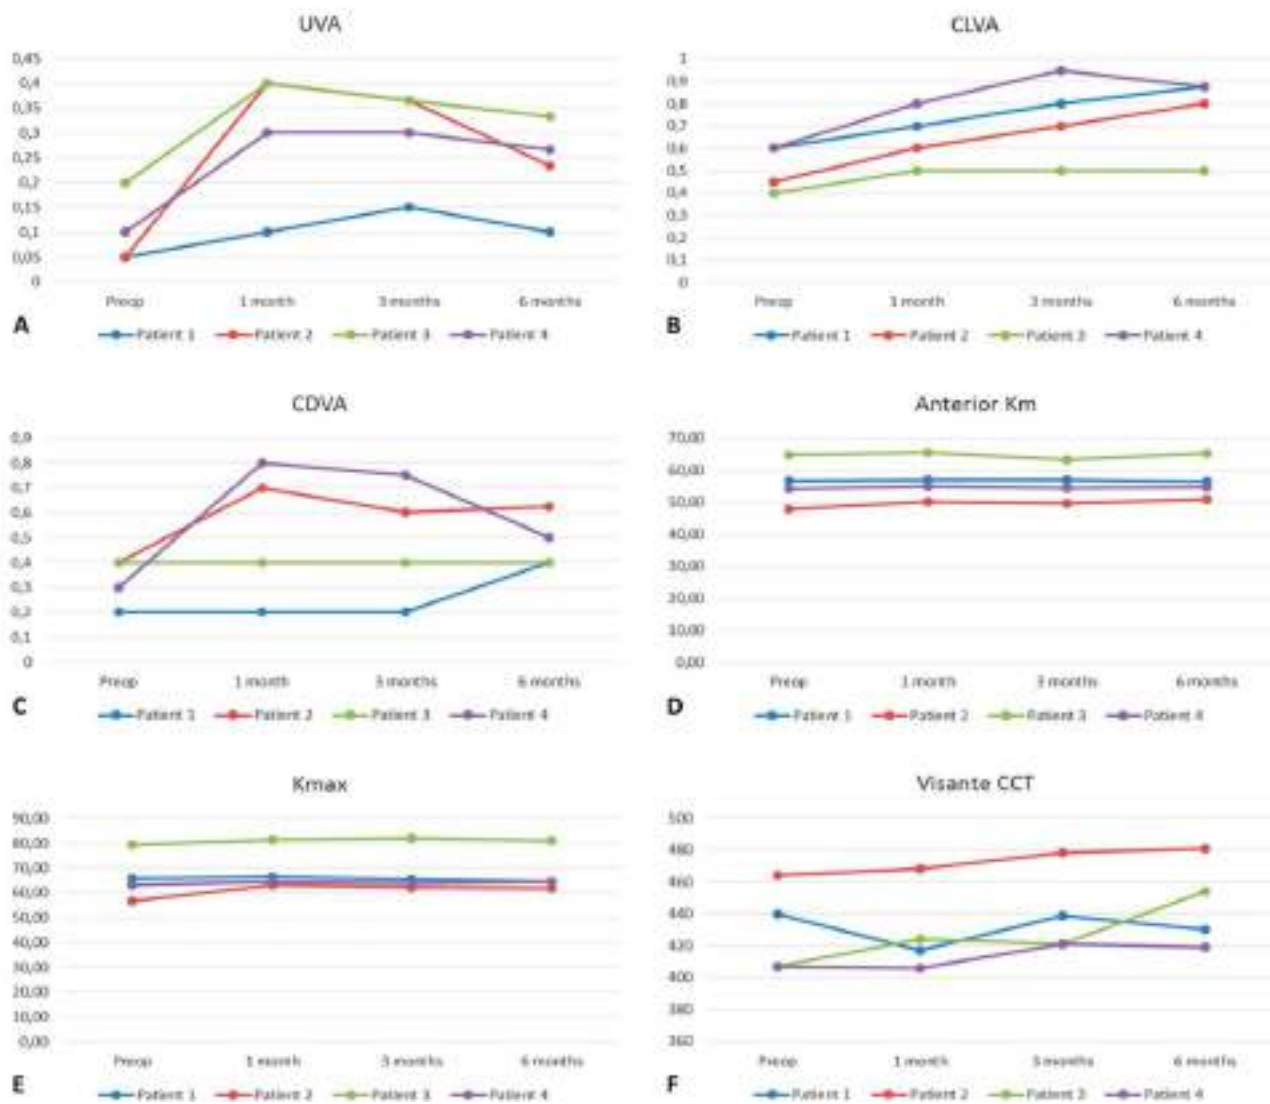 UVA
0,45
0,4
0,35
0,3
0,25
0,2
0,15
0,1
0,05
0
Preop 1 month 3 months 6 months
A
Patient 1 Patient 2 Patient 3 Patient 4
CLVA
1
0,9
0,8
0,7
0,6
0,5
0,4
0,3
0,2
0,1
0
Preop 1 month 3 months 6 months
B
Patient 1 Patient 2 Patient 3 Patient 4
CDVA
0,9
0,8
0,7
0,6
0,5
0,4
0,3
0,2
0,1
0
Preop 1 month 3 months 6 months
C
Patient 1 Patient 2 Patient 3 Patient 4
Anterior Km
70,00
60,00
50,00
40,00
30,00
20,00
10,00
0,00
Preop 1 month 3 months 6 months
D
Patient 1 Patient 2 Patient 3 Patient 4
Kmax
90,00
80,00
70,00
60,00
50,00
40,00
30,00
20,00
10,00
0,00
Preop 1 month 3 months 6 months
E
Patient 1 Patient 2 Patient 3 Patient 4
Visante CCT
500
480
460
440
420
400
380
360
Preop 1 month 3 months 6 months
F
Patient 1 Patient 2 Patient 3 Patient 4